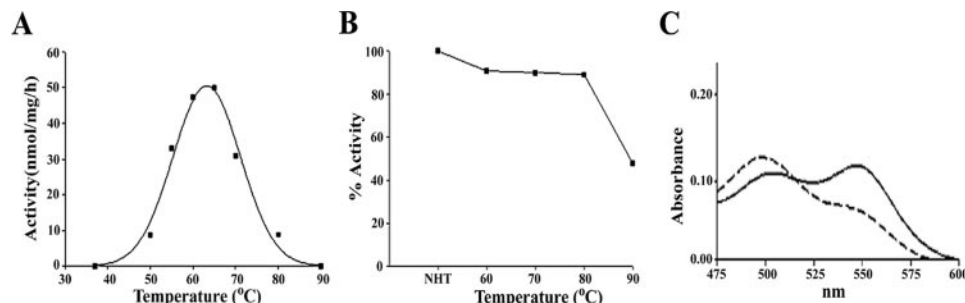 A
Activity(nmol/mg/h)
60
50
40
30
20
10
0
30 40 50 60 70 80 90
Temperature (°C)
B
% Activity
100
80
60
40
20
0
NHT 60 70 80 90
Temperature (°C)
C
Absorbance
0.20
0.10
0.00
475 500 525 550 575 600
nm